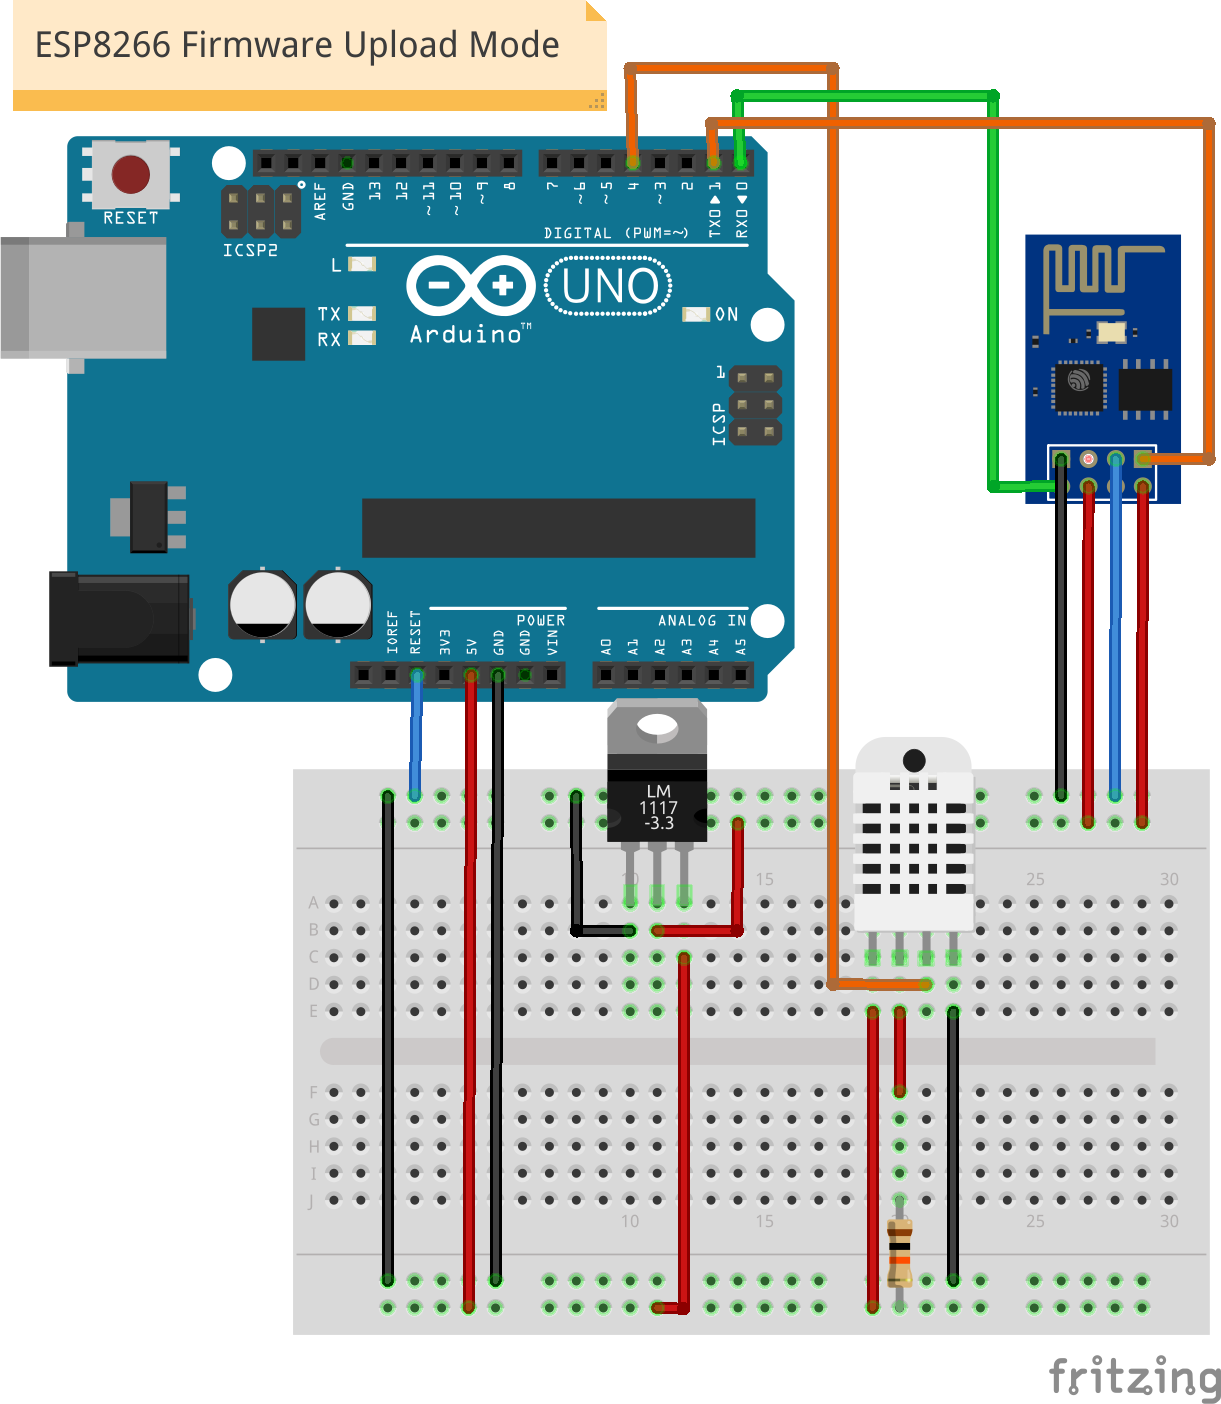 ESP8266 Firmware Upload Mode
RESET
ICSP2
AREF
GND
13
12
~11
~10
~9
8
7
~6
~5
4
~3
2
TX0▶1
RX0◀0
DIGITAL (PWM=~)
L
TX
RX
UNO
ON
Arduino™
1
ICSP
IOREF
RESET
3V3
5V
GND
GND
VIN
POWER
ANALOG IN
A0
A1
A2
A3
A4
A5
LM
1117
-3.3
10
15
25
30
A
B
C
D
E
F
G
H
I
J
10
15
20
25
30
fritzing